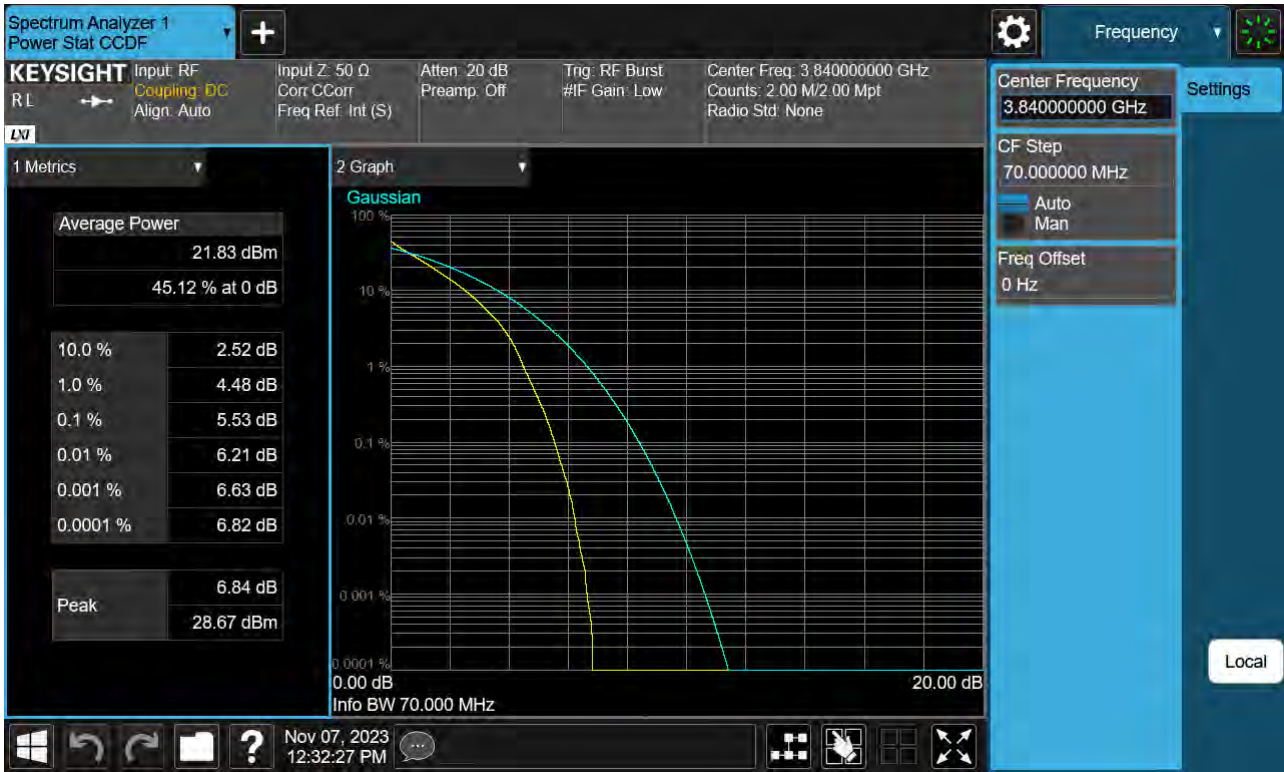 Spectrum Analyzer 1
Power Stat CCDF
Frequency
KEYSIGHT
RL
LXI
Input: RF
Coupling: DC
Align: Auto
Input Z: 50 Ω
Corr CCorr
Freq Ref: Int (S)
Atten: 20 dB
Preamp: Off
Trig: RF Burst
#IF Gain: Low
Center Freq: 3.840000000 GHz
Counts: 2.00 M/2.00 Mpt
Radio Std: None
Center Frequency
3.840000000 GHz
Settings
CF Step
70.000000 MHz
Auto
Man
Freq Offset
0 Hz
Local
1 Metrics
Average Power
21.83 dBm
45.12 % at 0 dB
10.0 % 2.52 dB
1.0 % 4.48 dB
0.1 % 5.53 dB
0.01 % 6.21 dB
0.001 % 6.63 dB
0.0001 % 6.82 dB
Peak
6.84 dB
28.67 dBm
2 Graph
Gaussian
100 %
10 %
1 %
0.1 %
0.01 %
0.001 %
0.0001 %
0.00 dB
20.00 dB
Info BW 70.000 MHz
?
Nov 07, 2023
12:32:27 PM